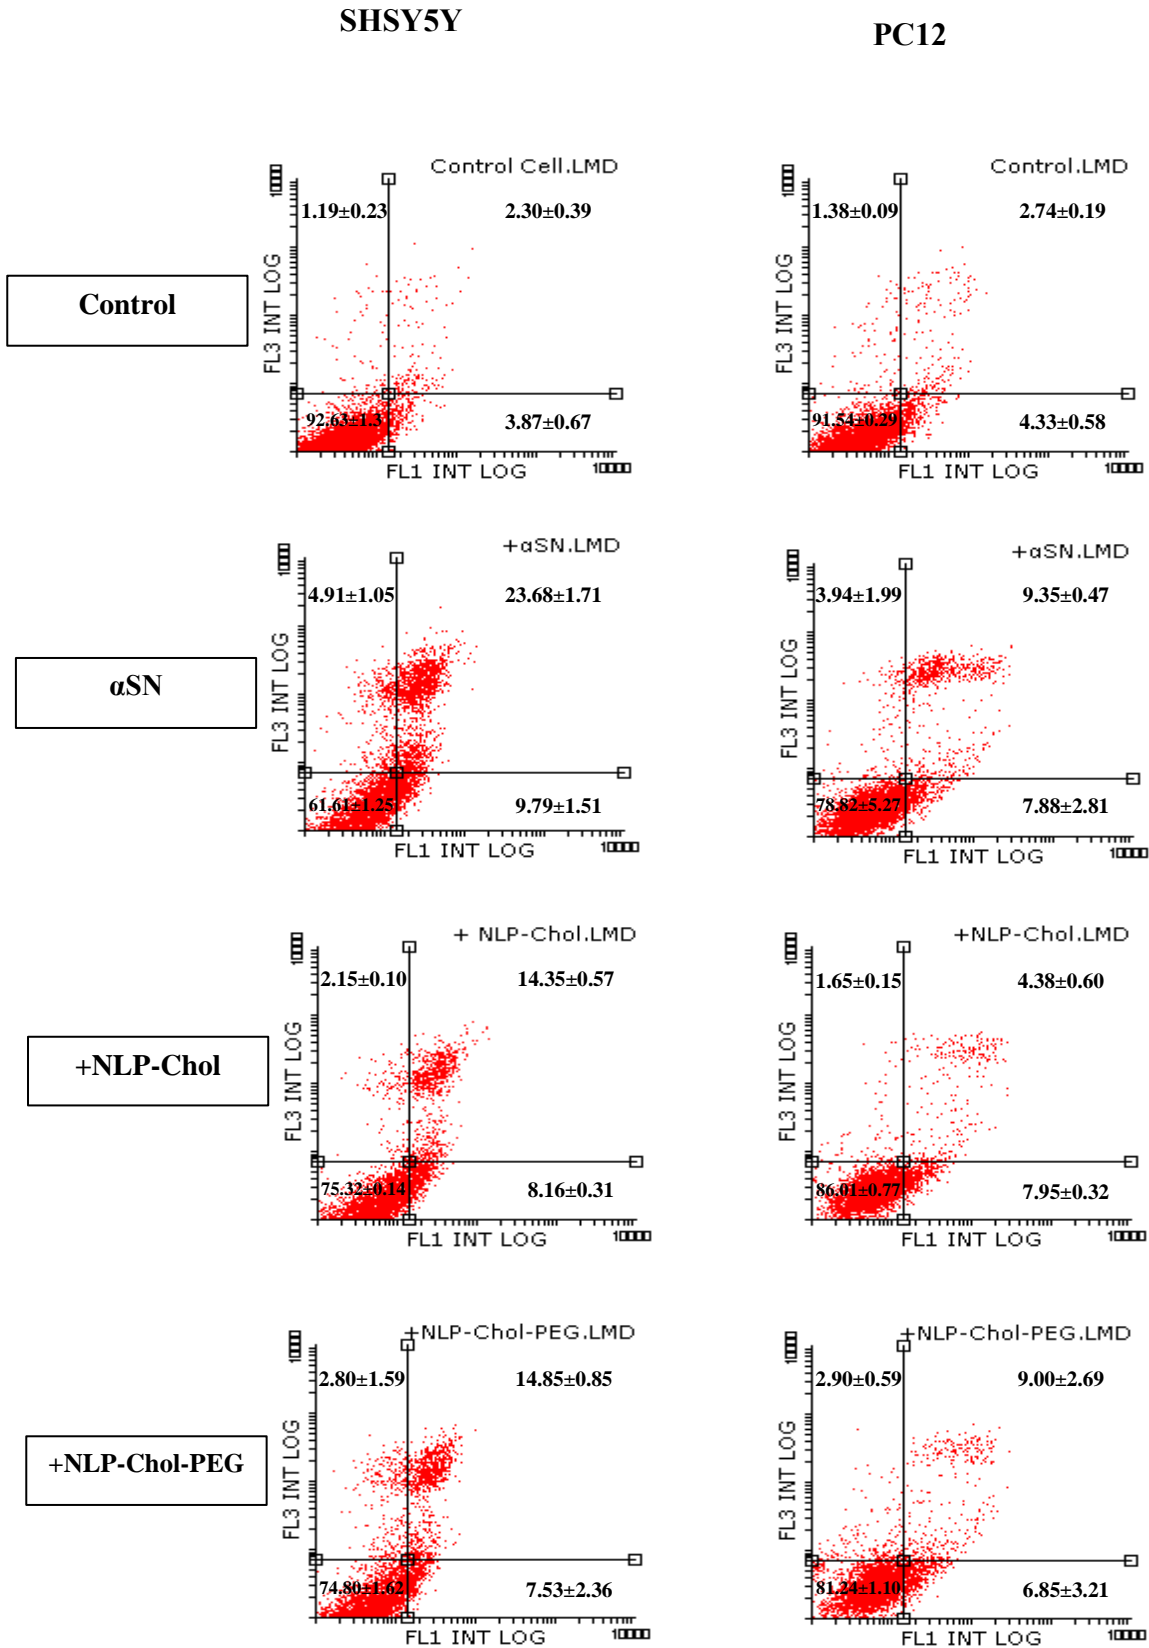 SHSY5Y
PC12
Control
Control Cell.LMD
1.19±0.23
2.30±0.39
FL3 INT LOG
92.63±1.3
3.87±0.67
FL1 INT LOG
Control.LMD
1.38±0.09
2.74±0.19
FL3 INT LOG
91.54±0.29
4.33±0.58
FL1 INT LOG
αSN
+αSN.LMD
4.91±1.05
23.68±1.71
FL3 INT LOG
61.61±1.25
9.79±1.51
FL1 INT LOG
+αSN.LMD
3.94±1.99
9.35±0.47
FL3 INT LOG
78.82±5.27
7.88±2.81
FL1 INT LOG
+NLP-Chol
+ NLP-Chol.LMD
2.15±0.10
14.35±0.57
FL3 INT LOG
75.32±0.14
8.16±0.31
FL1 INT LOG
+NLP-Chol.LMD
1.65±0.15
4.38±0.60
FL3 INT LOG
86.01±0.77
7.95±0.32
FL1 INT LOG
+NLP-Chol-PEG
+NLP-Chol-PEG.LMD
2.80±1.59
14.85±0.85
FL3 INT LOG
74.80±1.62
7.53±2.36
FL1 INT LOG
+NLP-Chol-PEG.LMD
2.90±0.59
9.00±2.69
FL3 INT LOG
81.24±1.10
6.85±3.21
FL1 INT LOG